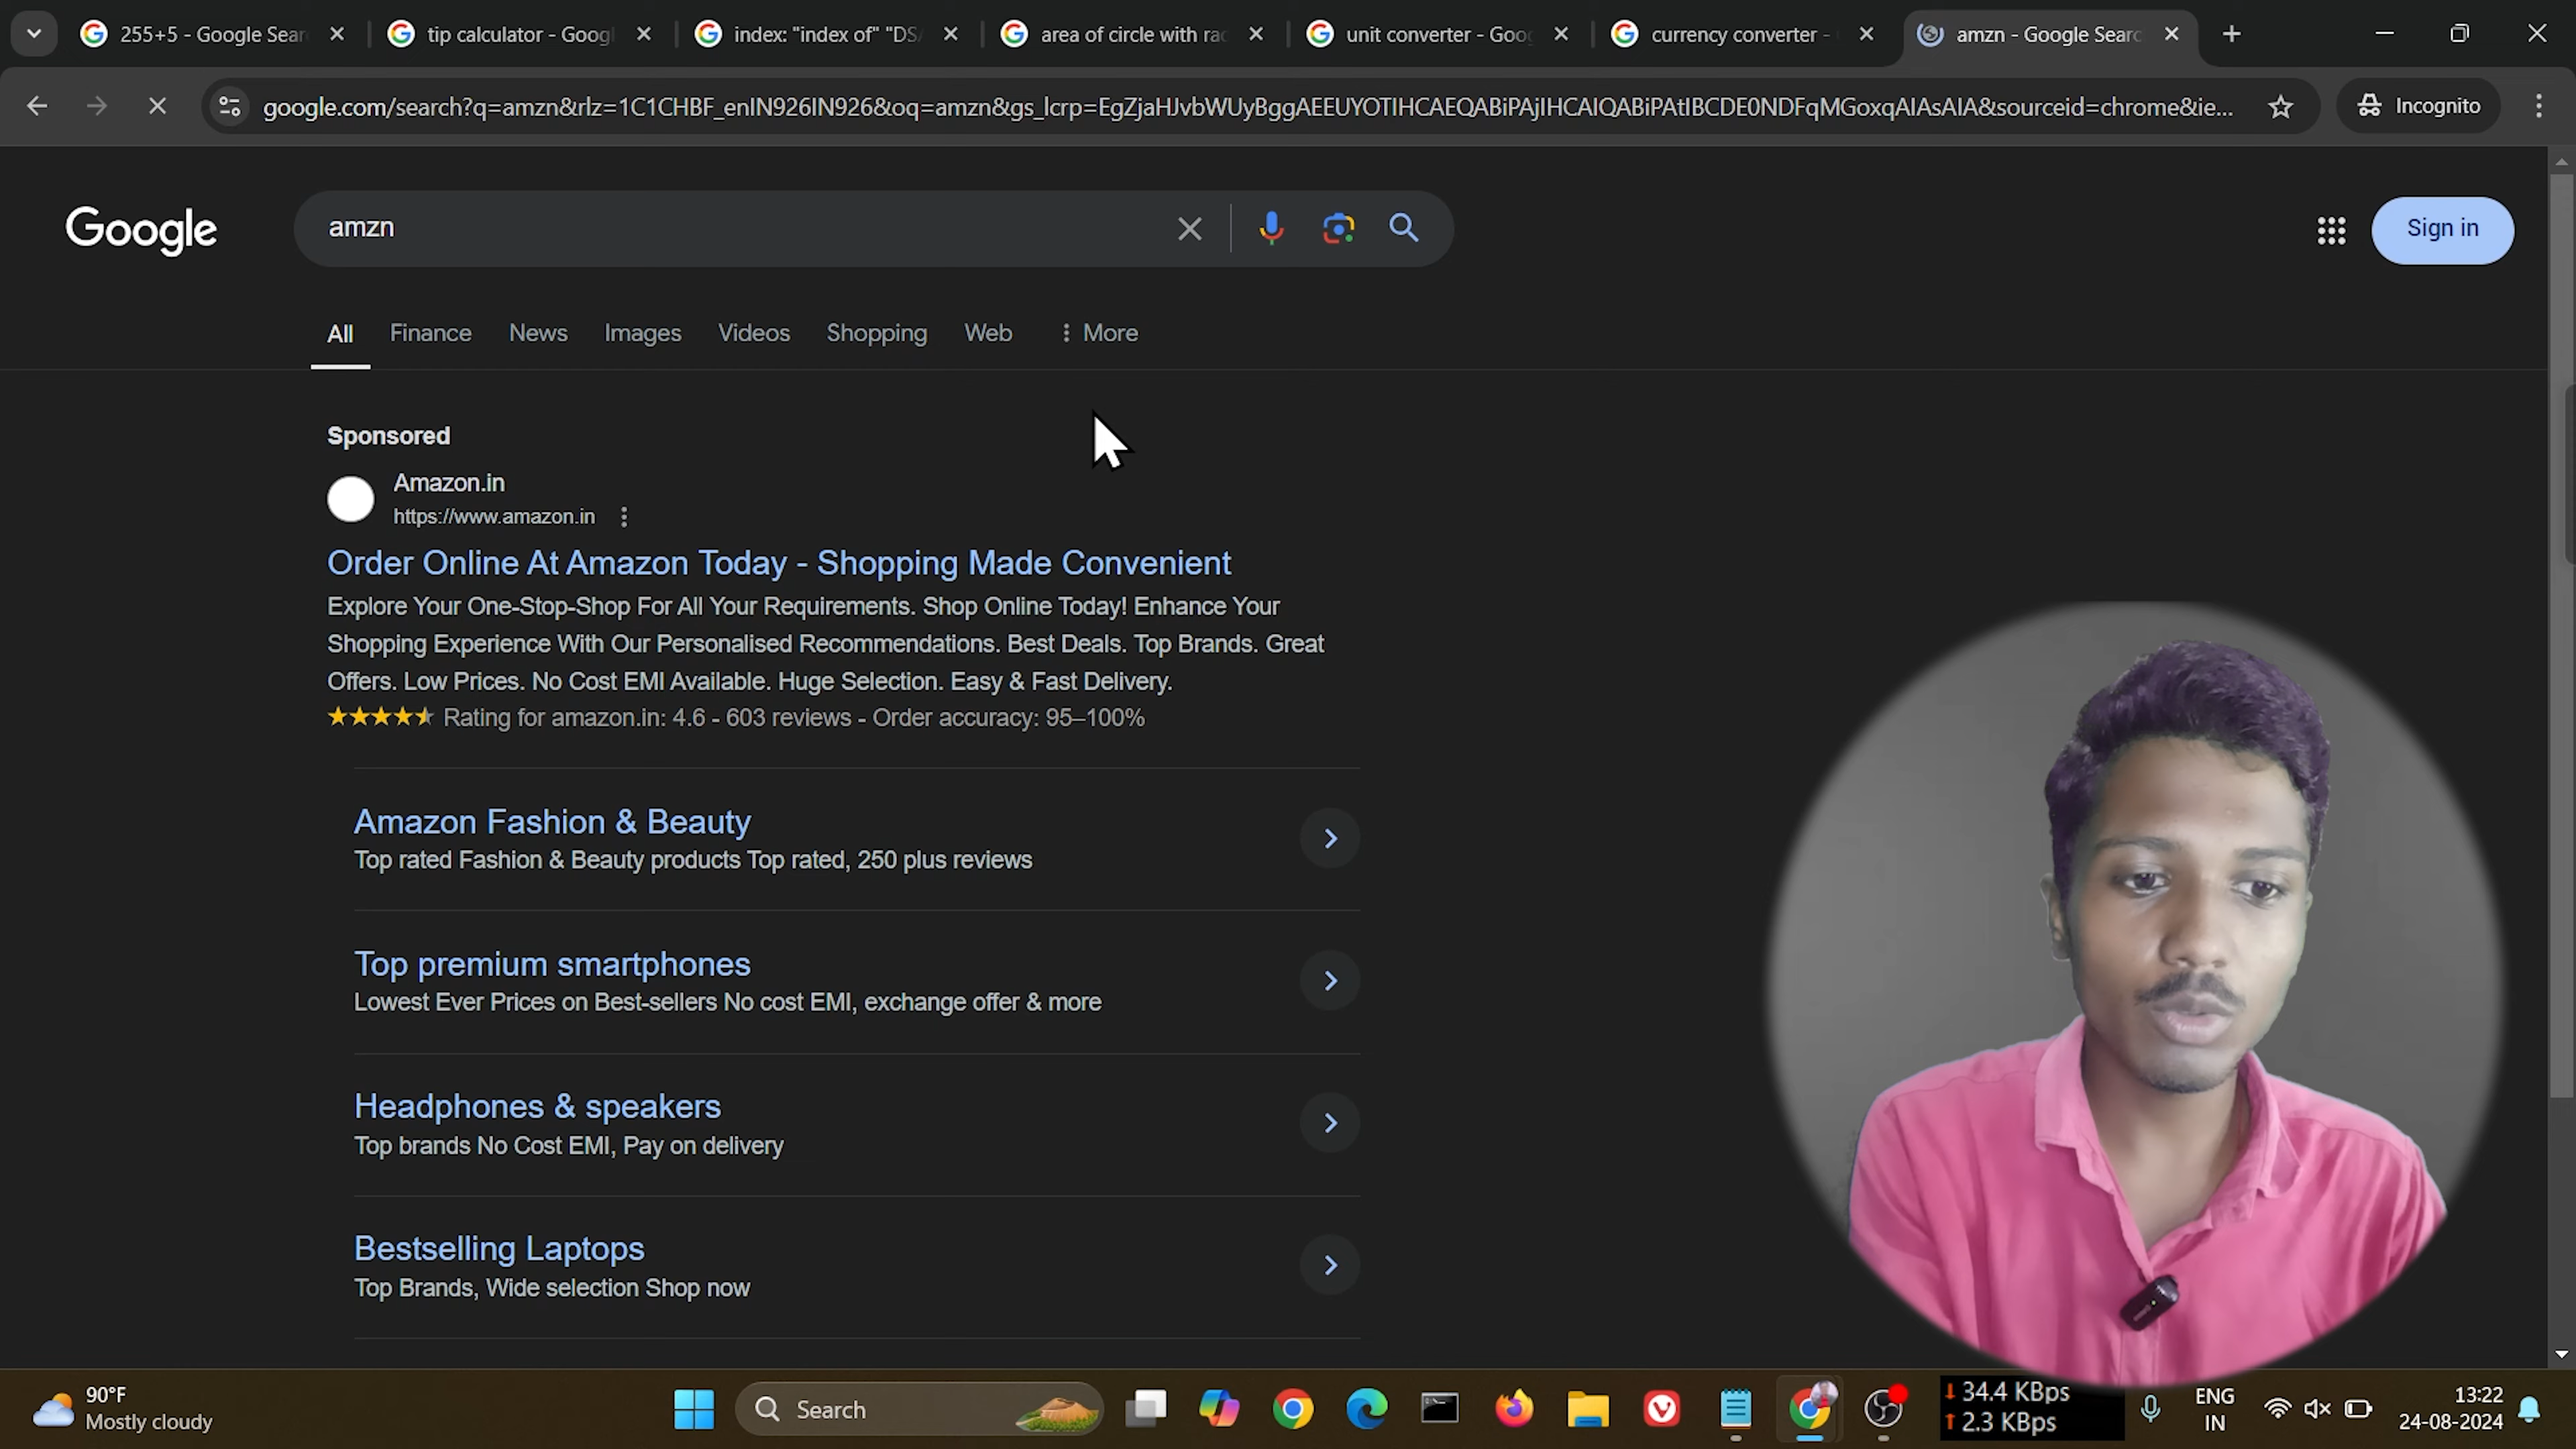 255+5 - Google Sear
tip calculator - Googl
index: "index of" "DSA
area of circle with rac
unit converter - Goog
currency converter -
amzn - Google Searc
google.com/search?q=amzn&rlz=1C1CHBF_enIN926IN926&oq=amzn&gs_lcrp=EgZjaHJvbWUyBggAEEUYOTIHCAEQABiPAjIHCAIQABiPAtIBCDE0NDFqMGoxqAIAsAIA&sourceid=chrome&ie...
Incognito
Google
amzn
Sign in
All Finance News Images Videos Shopping Web More
Sponsored
Amazon.in
https://www.amazon.in
Order Online At Amazon Today - Shopping Made Convenient
Explore Your One-Stop-Shop For All Your Requirements. Shop Online Today! Enhance Your
Shopping Experience With Our Personalised Recommendations. Best Deals. Top Brands. Great
Offers. Low Prices. No Cost EMI Available. Huge Selection. Easy & Fast Delivery.
Rating for amazon.in: 4.6 - 603 reviews - Order accuracy: 95–100%
Amazon Fashion & Beauty
Top rated Fashion & Beauty products Top rated, 250 plus reviews
Top premium smartphones
Lowest Ever Prices on Best-sellers No cost EMI, exchange offer & more
Headphones & speakers
Top brands No Cost EMI, Pay on delivery
Bestselling Laptops
Top Brands, Wide selection Shop now
90°F
Mostly cloudy
Search
34.4 KBps
2.3 KBps
ENG
IN
13:22
24-08-2024